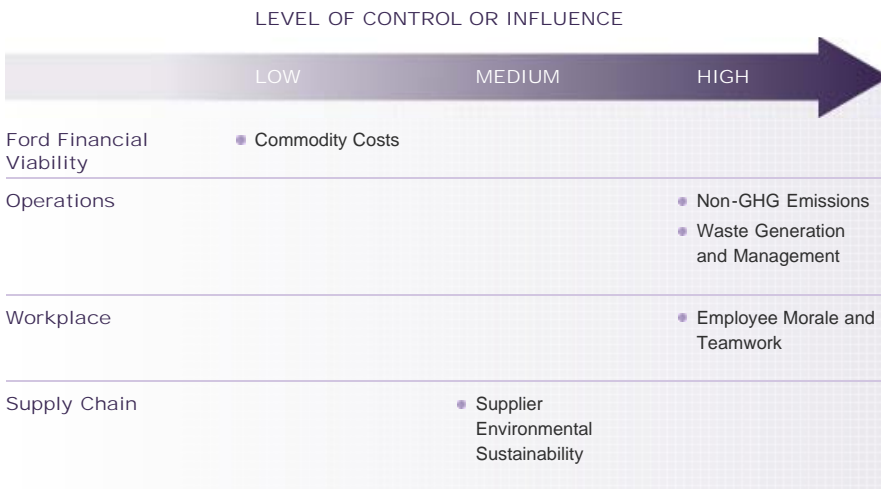 LEVEL OF CONTROL OR INFLUENCE
LOW MEDIUM HIGH
Ford Financial
Viability
Commodity Costs
Operations
Non-GHG Emissions
Waste Generation
and Management
Workplace
Employee Morale and
Teamwork
Supply Chain
Supplier
Environmental
Sustainability